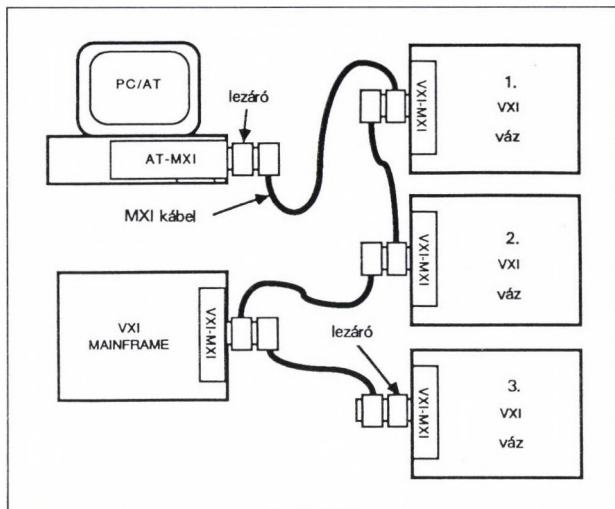 PC/AT
lezáró
AT-MXI
MXI kábel
VXI-MXI
1.
VXI
váz
VXI-MXI
2.
VXI
váz
VXI
MAINFRAME
VXI-MXI
lezáró
VXI-MXI
3.
VXI
váz